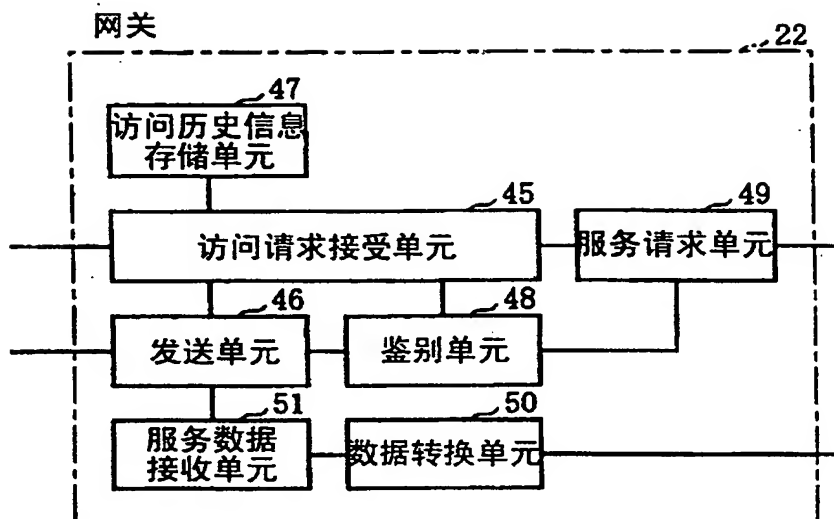 网关
22
47
访问历史信息
存储单元
45
访问请求接受单元
49
服务请求单元
46
发送单元
48
鉴别单元
51
服务数据
接收单元
50
数据转换单元